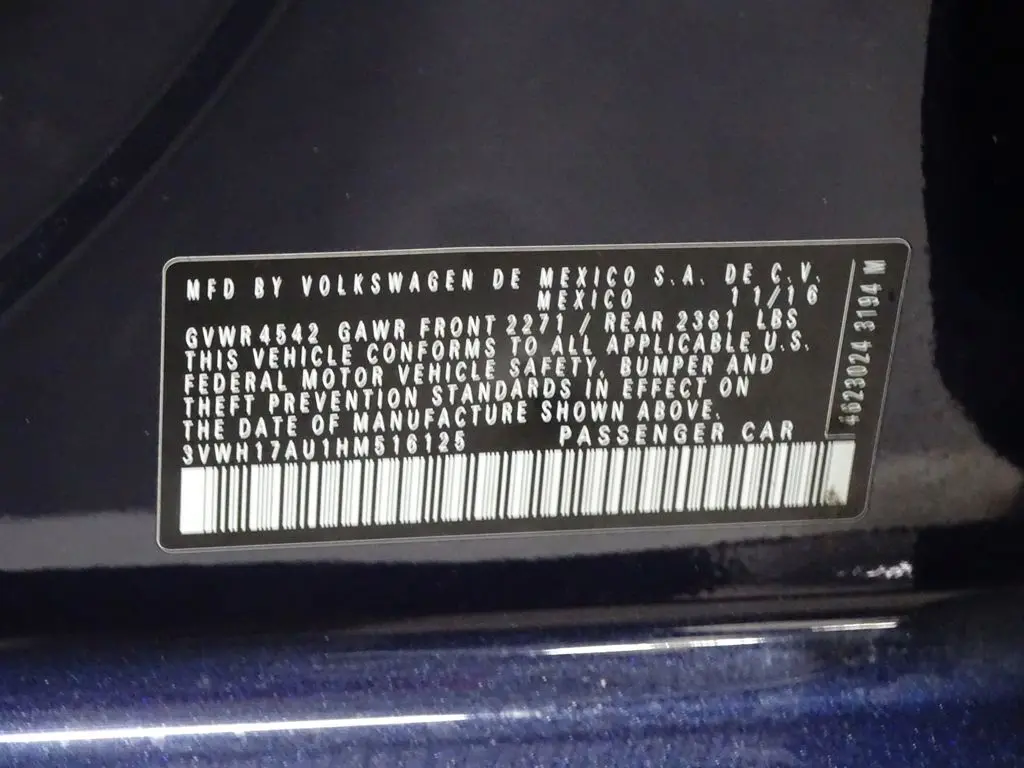 MFD BY VOLKSWAGEN DE MEXICO S.A. DE C.V.
MEXICO 11/16
GVWR 4542 GAWR FRONT 2271 / REAR 2381 LBS
THIS VEHICLE CONFORMS TO ALL APPLICABLE U.S.
FEDERAL MOTOR VEHICLE SAFETY, BUMPER AND
THEFT PREVENTION STANDARDS IN EFFECT ON
THE DATE OF MANUFACTURE SHOWN ABOVE.
3VWH17AU1HM516125 PASSENGER CAR
4623024 3194 M